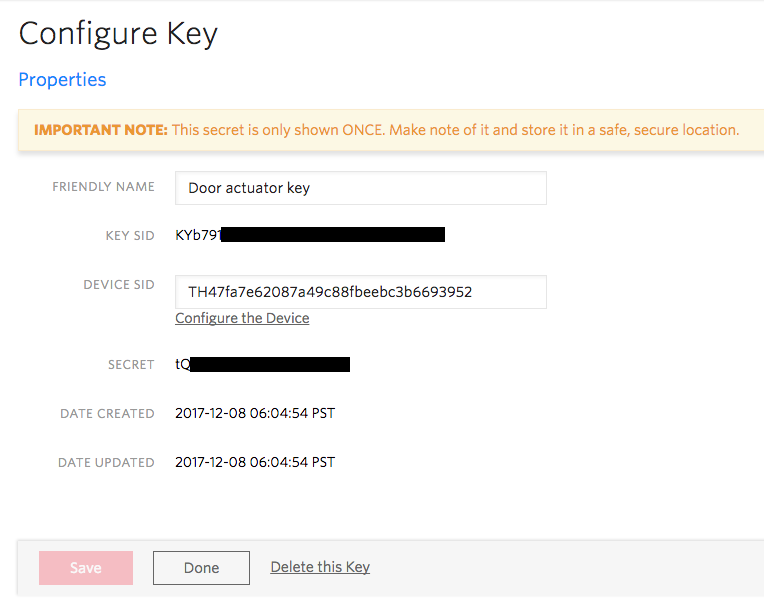 Configure Key
Properties
IMPORTANT NOTE: This secret is only shown ONCE. Make note of it and store it in a safe, secure location.
FRIENDLY NAME Door actuator key
KEY SID KYb791
DEVICE SID TH47fa7e62087a49c88fbeebc3b6693952
Configure the Device
SECRET tQ
DATE CREATED 2017-12-08 06:04:54 PST
DATE UPDATED 2017-12-08 06:04:54 PST
Save Done Delete this Key